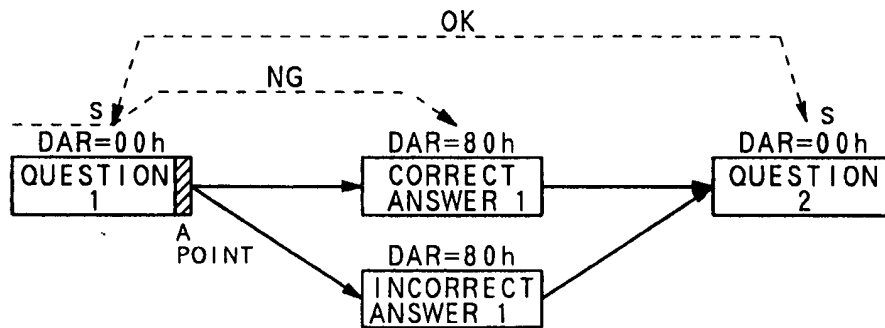 OK
NG
S
S
DAR=00h
DAR=80h
DAR=00h
QUESTION
1
CORRECT
ANSWER 1
QUESTION
2
A
POINT
DAR=80h
INCORRECT
ANSWER 1